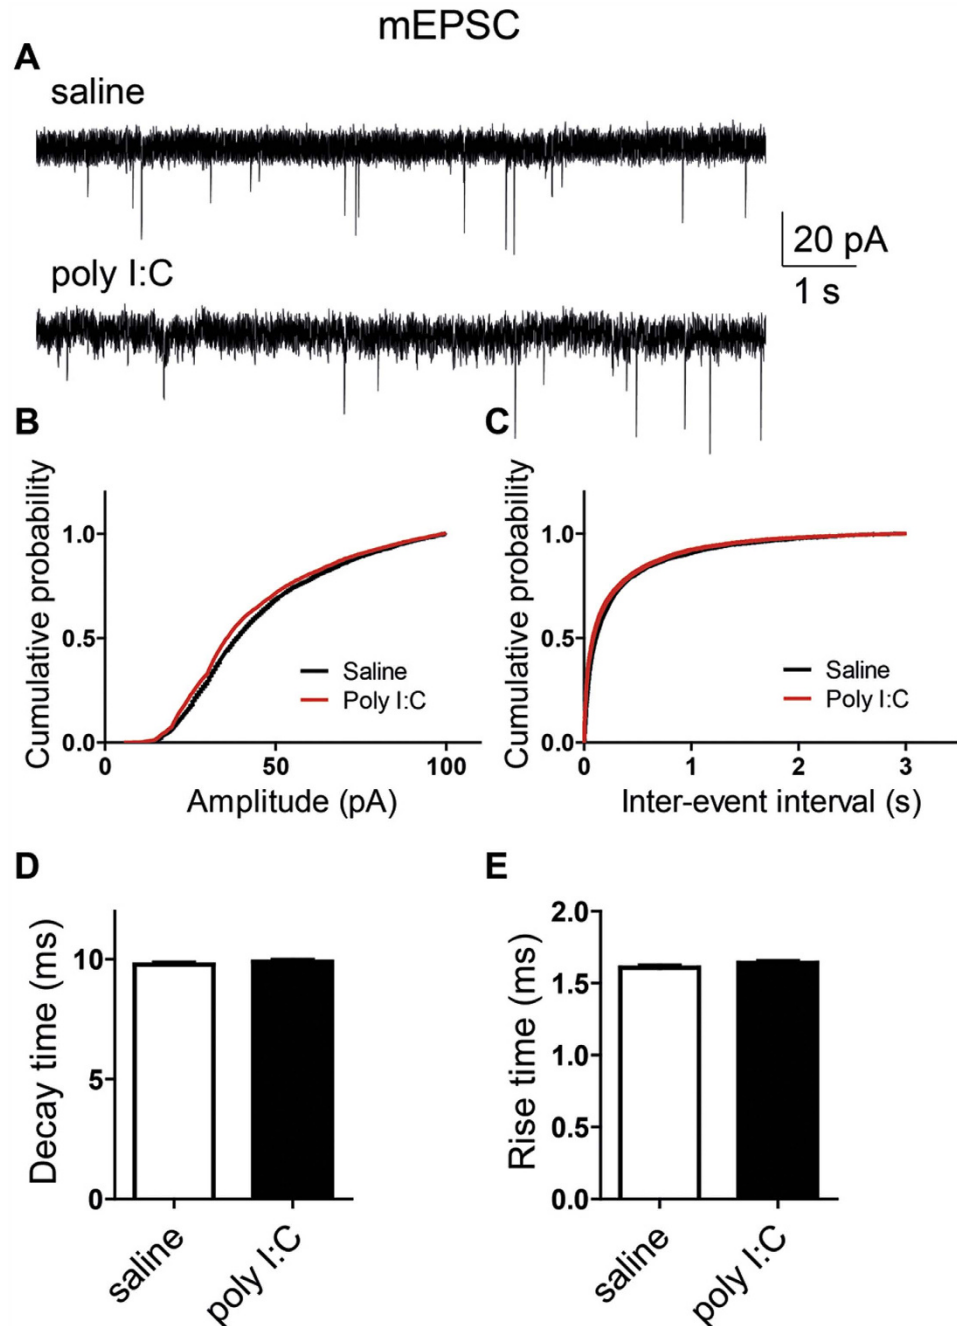 mEPSC
A
saline
20 pA
1 s
poly I:C
B
Cumulative probability
1.0
0.5
0.0
0
50
100
Amplitude (pA)
Saline
Poly I:C
C
Cumulative probability
1.0
0.5
0.0
0
1
2
3
Inter-event interval (s)
Saline
Poly I:C
D
Decay time (ms)
10
5
0
saline
poly I:C
E
Rise time (ms)
2.0
1.5
1.0
0.5
0.0
saline
poly I:C